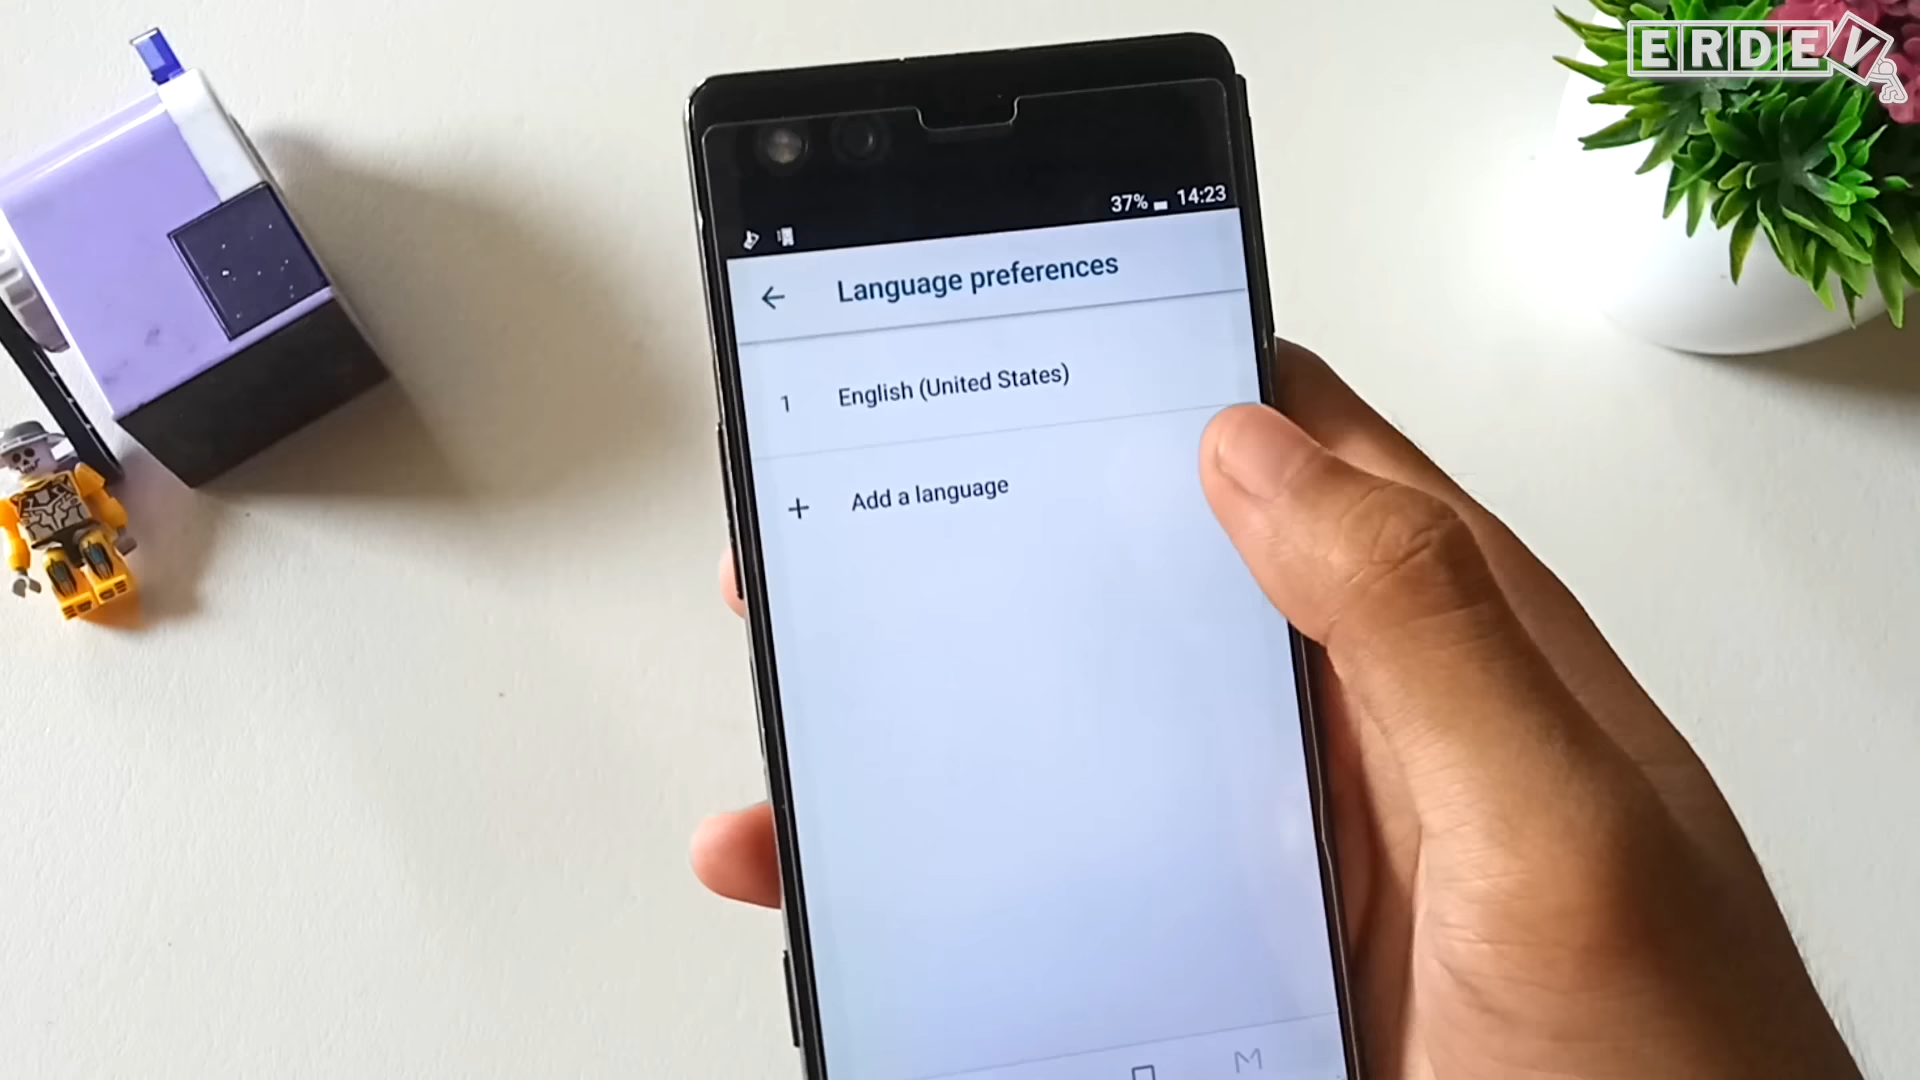 ERDEV
37% 14:23
Language preferences
1 English (United States)
+ Add a language